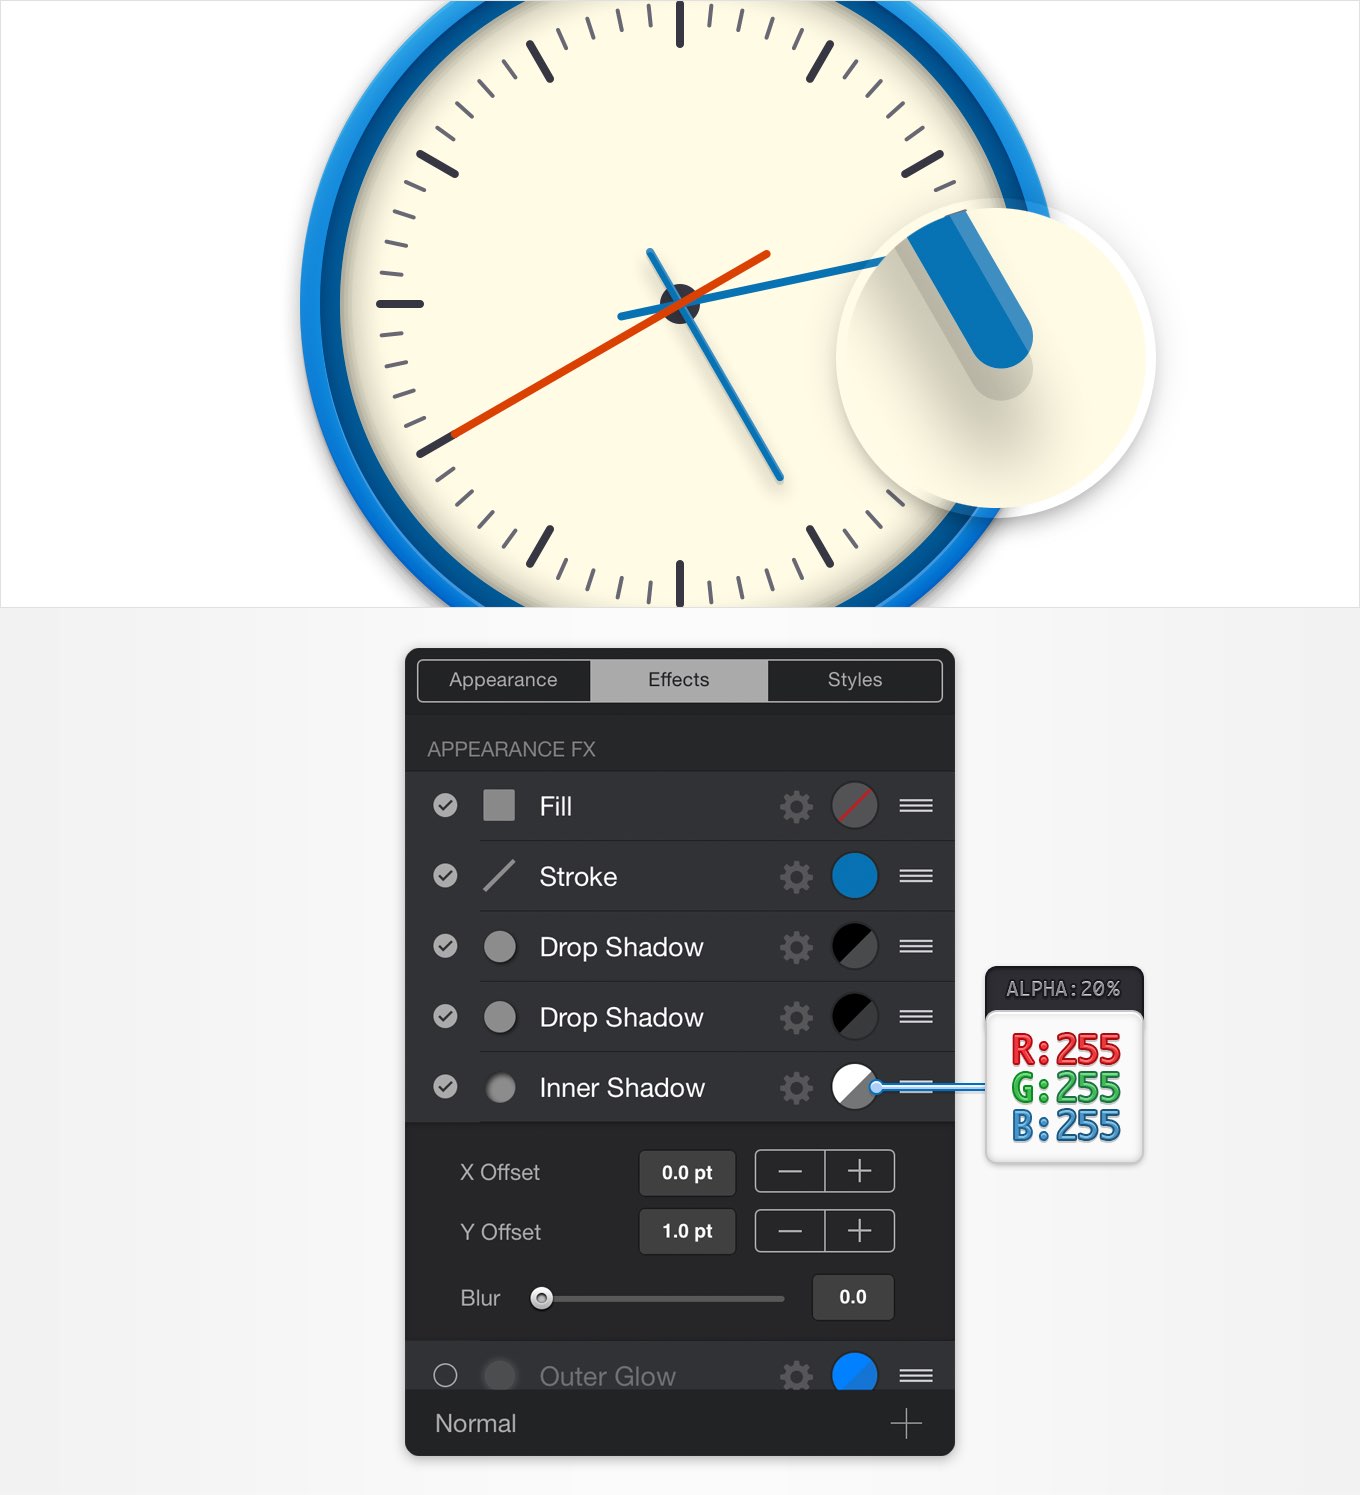 Appearance Effects Styles
APPEARANCE FX
Fill
Stroke
Drop Shadow
Drop Shadow
Inner Shadow
ALPHA:20%
R:255
G:255
B:255
X Offset 0.0 pt
Y Offset 1.0 pt
Blur 0.0
Outer Glow
Normal